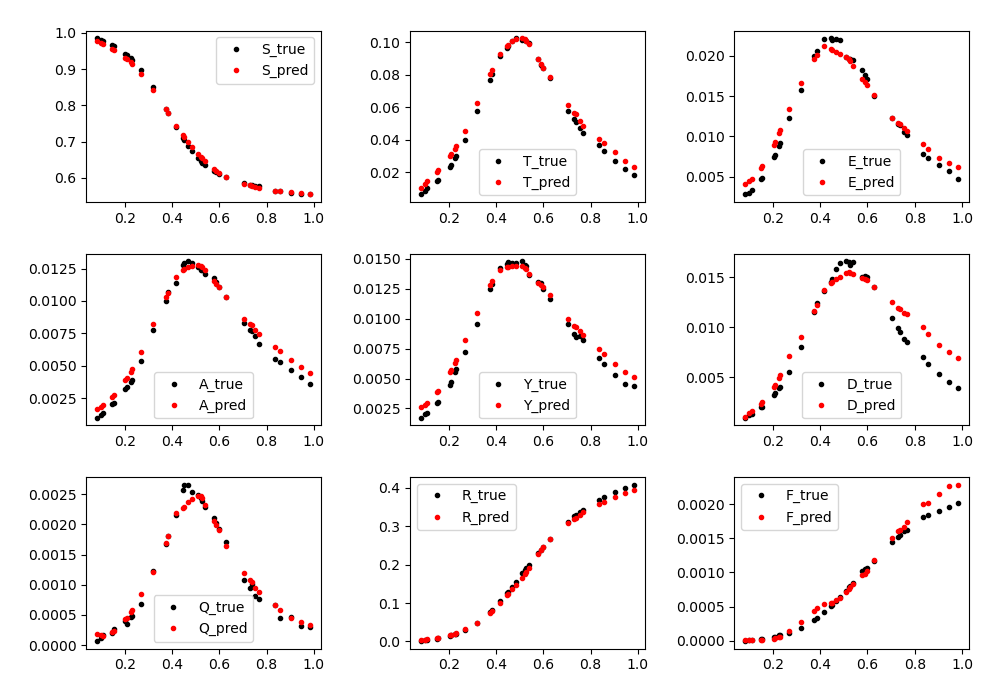 1.0
0.9
0.8
0.7
0.6
S_true
S_pred
0.2 0.4 0.6 0.8 1.0
0.10
0.08
0.06
0.04
0.02
T_true
T_pred
0.2 0.4 0.6 0.8 1.0
0.020
0.015
0.010
0.005
E_true
E_pred
0.2 0.4 0.6 0.8 1.0
0.0125
0.0100
0.0075
0.0050
0.0025
A_true
A_pred
0.2 0.4 0.6 0.8 1.0
0.0150
0.0125
0.0100
0.0075
0.0050
0.0025
Y_true
Y_pred
0.2 0.4 0.6 0.8 1.0
0.015
0.010
0.005
D_true
D_pred
0.2 0.4 0.6 0.8 1.0
0.0025
0.0020
0.0015
0.0010
0.0005
0.0000
Q_true
Q_pred
0.2 0.4 0.6 0.8 1.0
0.4
0.3
0.2
0.1
0.0
R_true
R_pred
0.2 0.4 0.6 0.8 1.0
0.0020
0.0015
0.0010
0.0005
0.0000
F_true
F_pred
0.2 0.4 0.6 0.8 1.0